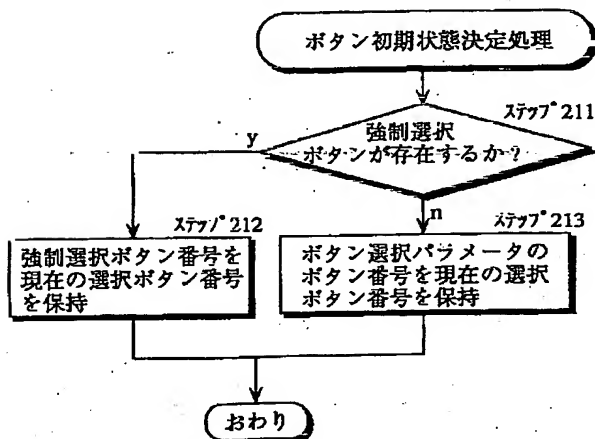 ボタン初期状態決定処理
ステップ211
強制選択
ボタンが存在するか?
y
n
ステップ212
強制選択ボタン番号を
現在の選択ボタン番号
を保持
ステップ213
ボタン選択パラメータの
ボタン番号を現在の選択
ボタン番号を保持
おわり